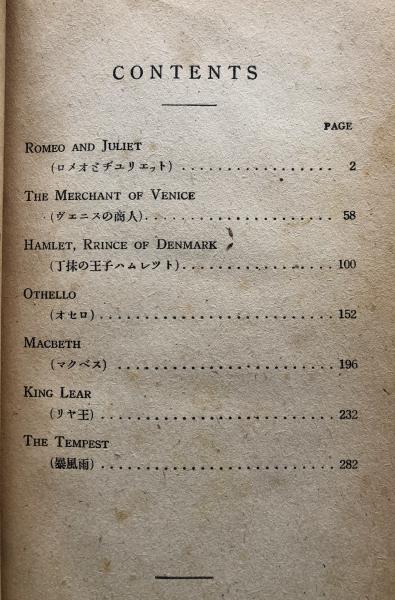 CONTENTS
PAGE
ROMEO AND JULIET
(ロメオとヂユリエット) . . . . . . . . . . . . . . . . . . 2
THE MERCHANT OF VENICE
(ヴェニスの商人) . . . . . . . . . . . . . . . . . . . . . 58
HAMLET, RRINCE OF DENMARK
(丁抹の王子ハムレツト) . . . . . . . . . . . . . . . . . 100
OTHELLO
(オセロ) . . . . . . . . . . . . . . . . . . . . . . . . . . 152
MACBETH
(マクベス) . . . . . . . . . . . . . . . . . . . . . . . . 196
KING LEAR
(リヤ王) . . . . . . . . . . . . . . . . . . . . . . . . . . 232
THE TEMPEST
(暴風雨) . . . . . . . . . . . . . . . . . . . . . . . . . . 282